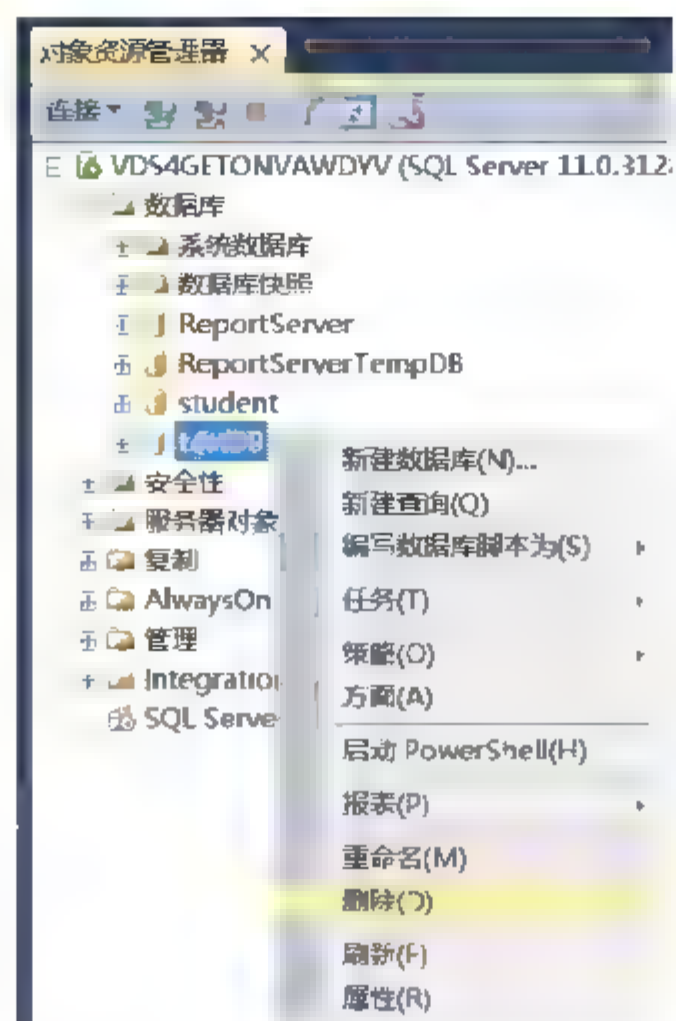 对象资源管理器 ×
连接
VDS4GETONVAWDYV (SQL Server 11.0.312
数据库
系统数据库
数据库快照
ReportServer
ReportServerTempDB
student
安全性
服务器对象
复制
AlwaysOn
管理
Integration
SQL Serve
新建数据库(N)...
新建查询(Q)
编写数据库脚本为(S)
任务(T)
策略(O)
方面(A)
启动 PowerShell(H)
报表(P)
重命名(M)
删除(D)
刷新(F)
属性(R)